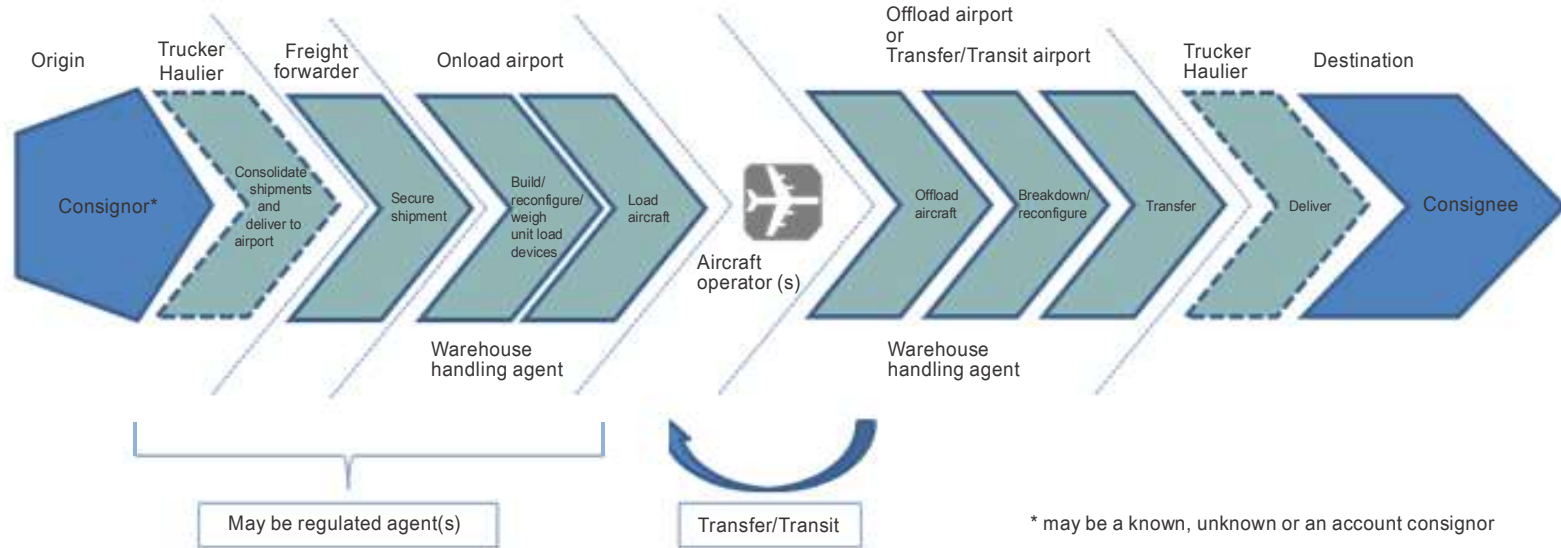 Origin
Trucker
Haulier
Freight
forwarder
Onload airport
Offload airport
or
Transfer/Transit airport
Trucker
Haulier
Destination
Consignor*
Consolidate
shipments
and
deliver to
airport
Secure
shipment
Build/
reconfigure/
weigh
unit load
devices
Load
aircraft
Aircraft
operator (s)
Offload
aircraft
Breakdown/
reconfigure
Transfer
Deliver
Consignee
Warehouse
handling agent
Warehouse
handling agent
May be regulated agent(s)
Transfer/Transit
* may be a known, unknown or an account consignor